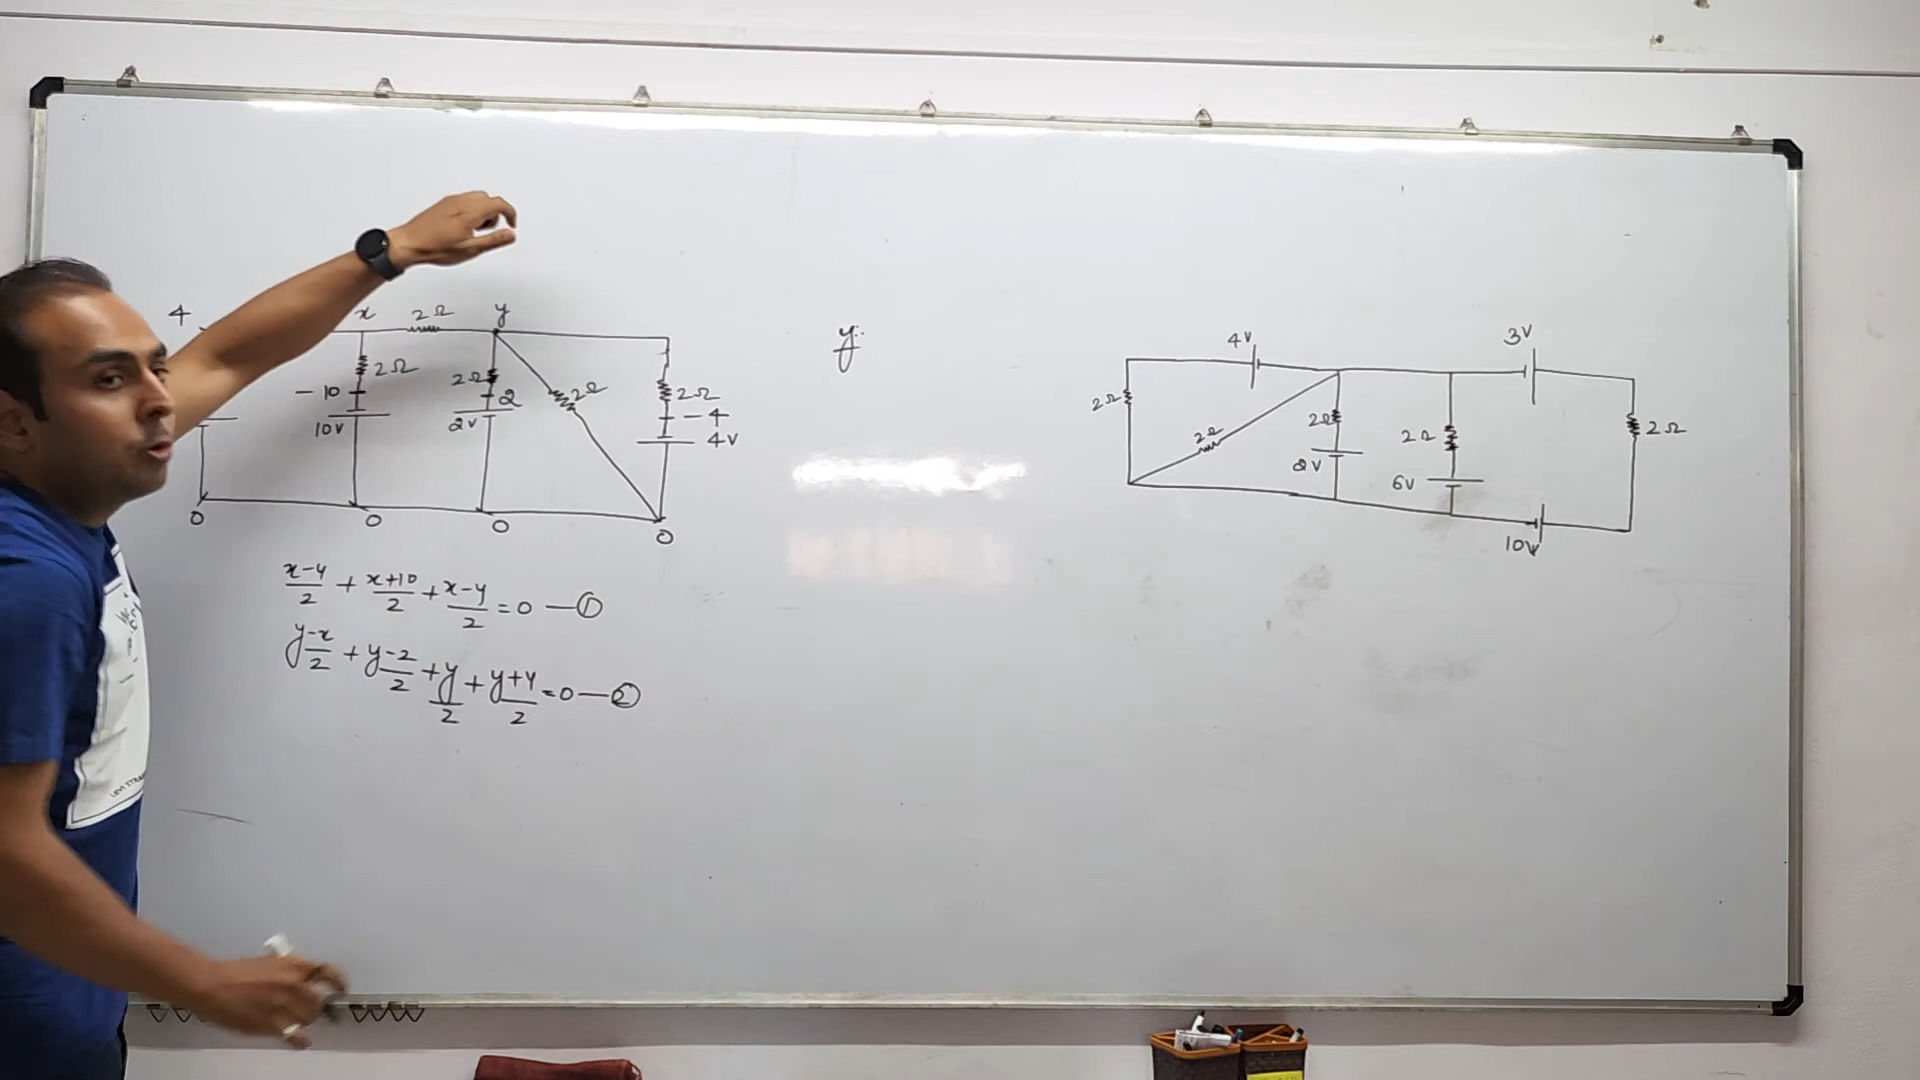 4 x 2Ω y
2Ω 2Ω 2Ω 2Ω
-10 2 -4
10V 2V 4V
0 0 0 0
x-4/2 + x+10/2 + x-y/2 = 0 —①
y-x/2 + y-2/2 + y/2 + y+4/2 = 0 —②
y:
4V 3V
2Ω 2Ω 2Ω 2Ω 2Ω
2V 6V
10V